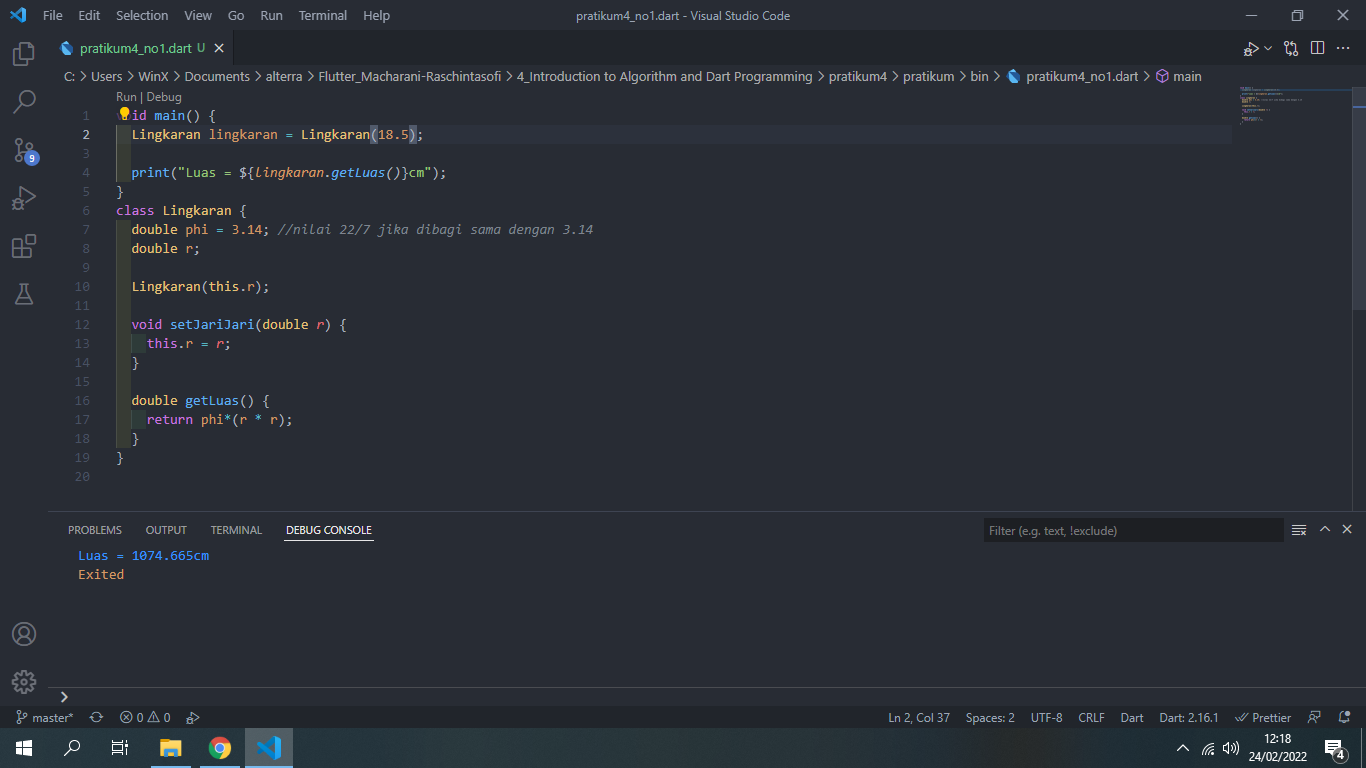 File Edit Selection View Go Run Terminal Help pratikum4_no1.dart - Visual Studio Code
pratikum4_no1.dart U
C: > Users > WinX > Documents > alterra > Flutter_Macharani-Raschintasofi > 4_Introduction to Algorithm and Dart Programming > pratikum4 > pratikum > bin > pratikum4_no1.dart > main
Run | Debug
1 id main() {
2 Lingkaran lingkaran = Lingkaran(18.5);
3
4 print("Luas = ${lingkaran.getLuas()}cm");
5 }
6 class Lingkaran {
7 double phi = 3.14; //nilai 22/7 jika dibagi sama dengan 3.14
8 double r;
9
10 Lingkaran(this.r);
11
12 void setJariJari(double r) {
13 this.r = r;
14 }
15
16 double getLuas() {
17 return phi*(r * r);
18 }
19 }
20
PROBLEMS OUTPUT TERMINAL DEBUG CONSOLE Filter (e.g. text, !exclude)
Luas = 1074.665cm
Exited
9
master* 0 0 Ln 2, Col 37 Spaces: 2 UTF-8 CRLF Dart Dart: 2.16.1 Prettier
12:18
24/02/2022
4